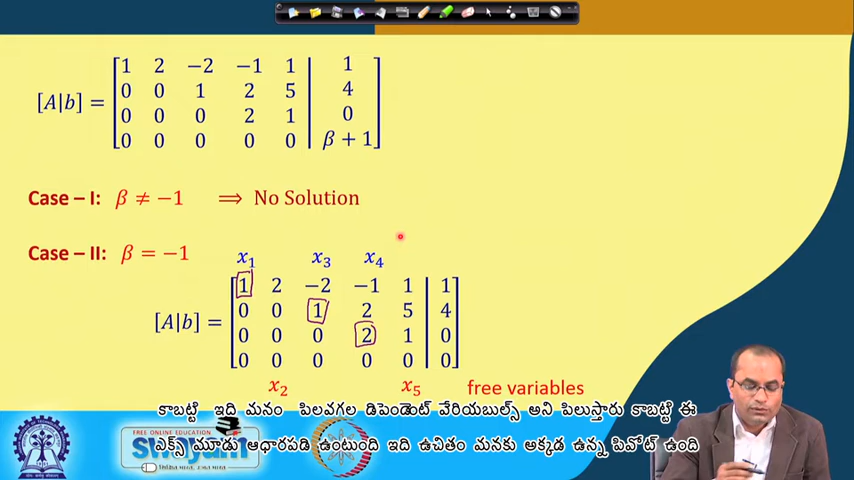 [A|b] = [1 2 −2 −1 1 | 1
0 0 1 2 5 | 4
0 0 0 2 1 | 0
0 0 0 0 0 | β + 1]
Case – I: β ≠ −1 ⟹ No Solution
Case – II: β = −1
x₁ x₃ x₄
[A|b] = [1 2 −2 −1 1 | 1
0 0 1 2 5 | 4
0 0 0 2 1 | 0
0 0 0 0 0 | 0]
x₂ x₅ free variables
కాబట్టి ఇది మనం పిలవగల డిపెండెంట్ వేరియబుల్స్ అని పిలుస్తారు కాబట్టి ఈ
ఎక్స్ మూడు ఆధారపడి ఉంటుంది ఇది ఉచితం మనకు అక్కడ ఉన్న పివోట్ ఉంది
FREE ONLINE EDUCATION
swayam